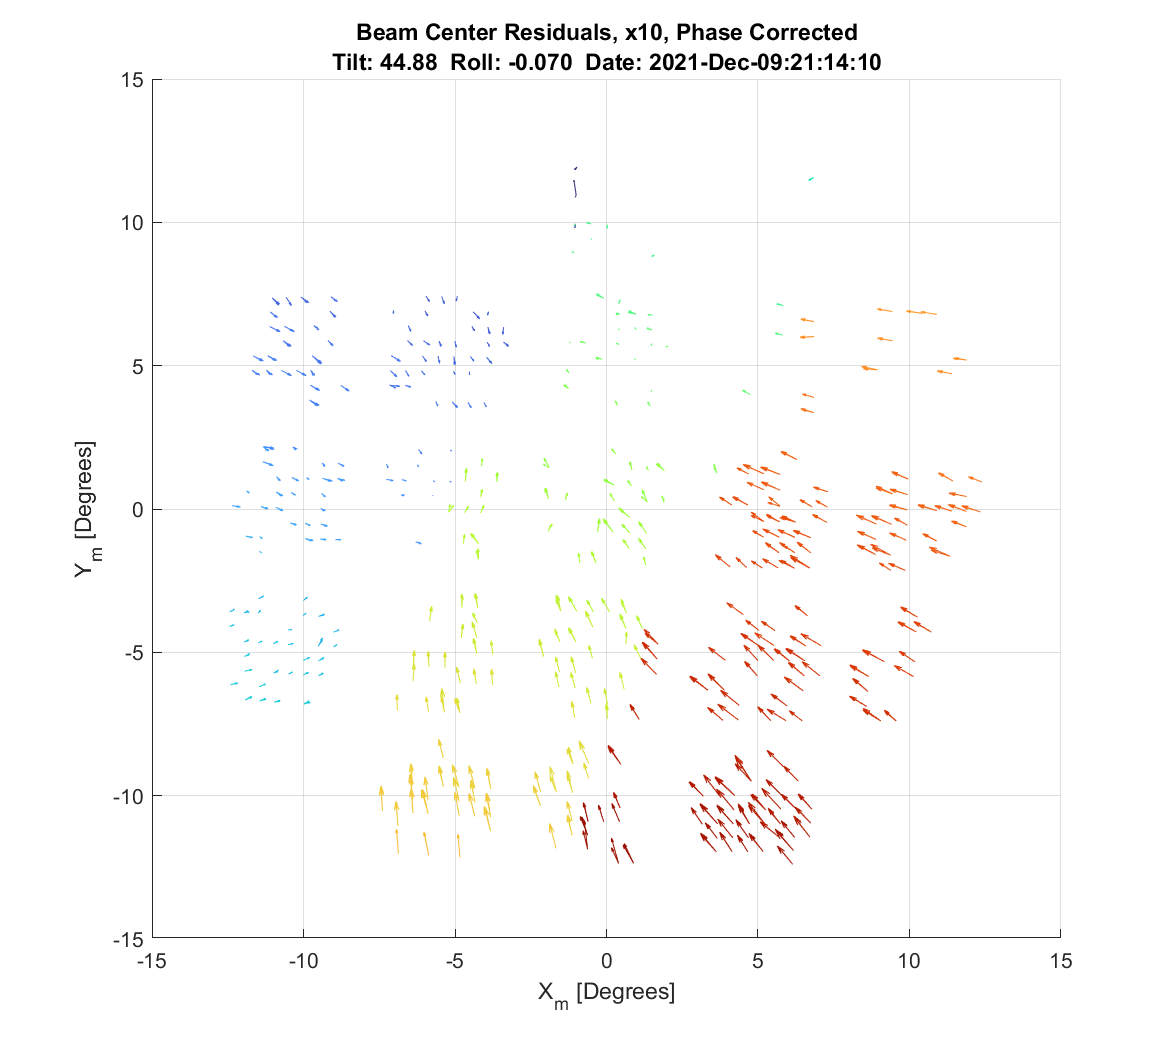 Beam Center Residuals, x10, Phase Corrected
Tilt: 44.88 Roll: -0.070 Date: 2021-Dec-09:21:14:10
15
10
5
0
-5
-10
-15
Y_m [Degrees]
-15 -10 -5 0 5 10 15
X_m [Degrees]